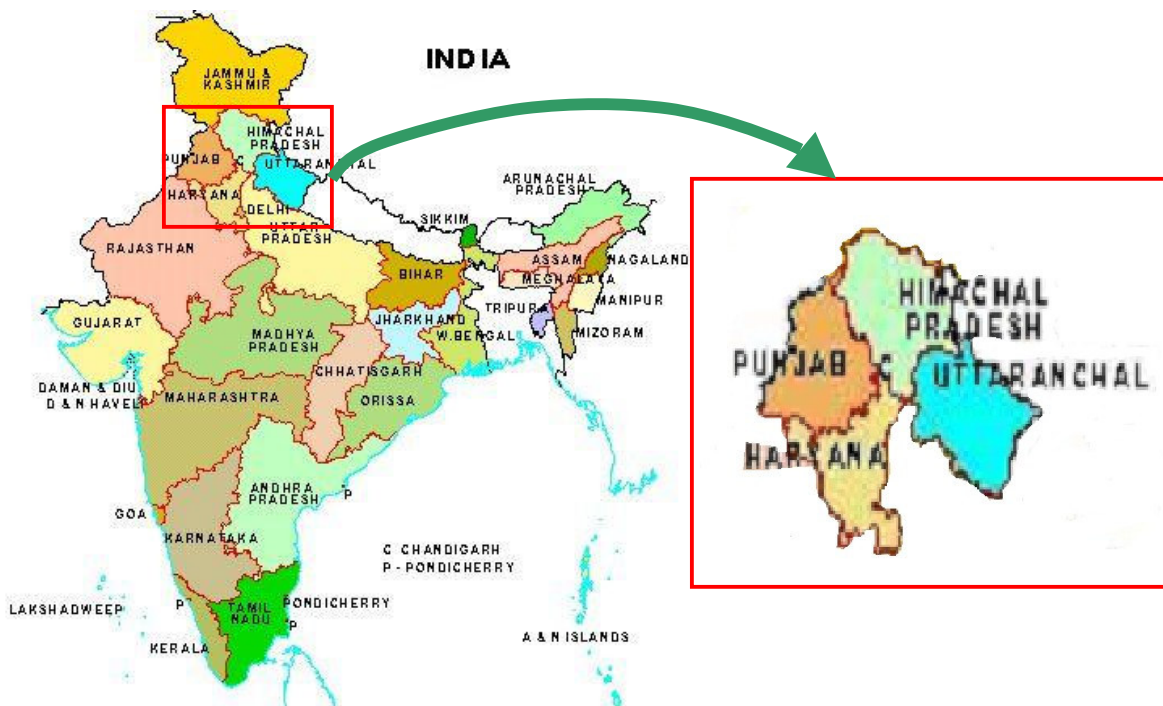 INDIA
JAMMU &
KASHMIR
HIMACHAL
PRADESH
PUNJAB
C
UTTARANCHAL
HARYANA
DELHI
UTTAR
PRADESH
RAJASTHAN
ARUNACHAL
PRADESH
SIKKIM
ASSAM
NAGALAND
MEGHALAYA
MANIPUR
BIHAR
TRIPURA
MIZORAM
GUJARAT
JHARKHAND
W.BENGAL
MADHYA
PRADESH
CHHATISGARH
DAMAN & DIU
D & N HAVELI
MAHARASHTRA
ORISSA
ANDHRA
PRADESH
P
GOA
KARNATAKA
C CHANDIGARH
P - PONDICHERRY
LAKSHADWEEP
P
TAMIL
NADU
PONDICHERRY
P
KERALA
A & N ISLANDS
HIMACHAL
PRADESH
PUNJAB
C
UTTARANCHAL
HARYANA